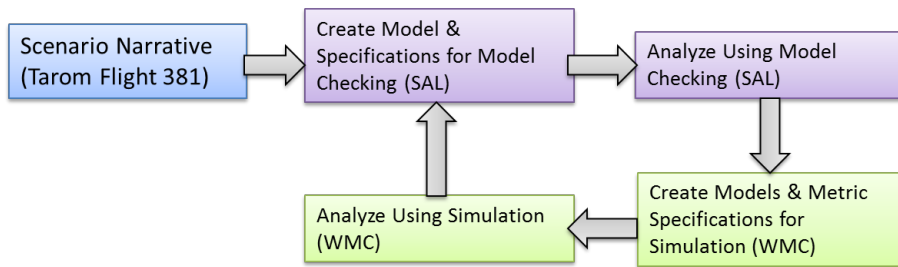 Scenario Narrative
(Tarom Flight 381)
Create Model &
Specifications for Model
Checking (SAL)
Analyze Using Model
Checking (SAL)
Create Models & Metric
Specifications for
Simulation (WMC)
Analyze Using Simulation
(WMC)